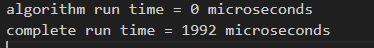 algorithm run time = 0 microseconds
complete run time = 1992 microseconds